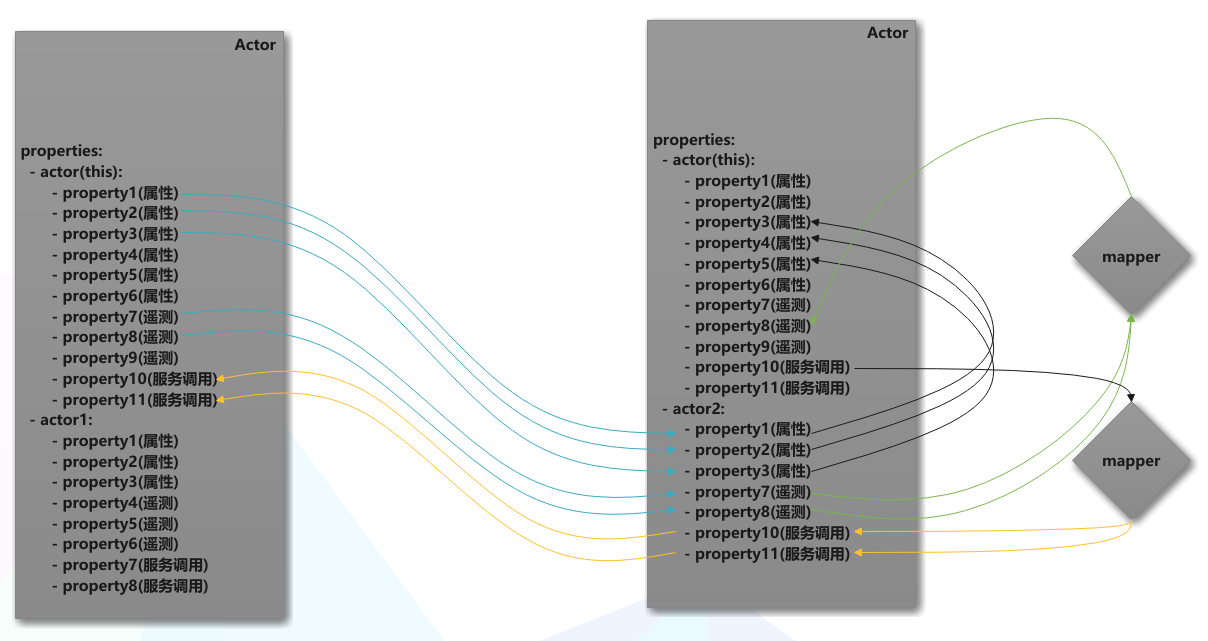 Actor
properties:
- actor(this):
- property1(属性)
- property2(属性)
- property3(属性)
- property4(属性)
- property5(属性)
- property6(属性)
- property7(遥测)
- property8(遥测)
- property9(遥测)
- property10(服务调用)
- property11(服务调用)
- actor1:
- property1(属性)
- property2(属性)
- property3(属性)
- property4(遥测)
- property5(遥测)
- property6(遥测)
- property7(服务调用)
- property8(服务调用)
Actor
properties:
- actor(this):
- property1(属性)
- property2(属性)
- property3(属性)
- property4(属性)
- property5(属性)
- property6(属性)
- property7(遥测)
- property8(遥测)
- property9(遥测)
- property10(服务调用)
- property11(服务调用)
- actor2:
- property1(属性)
- property2(属性)
- property3(属性)
- property7(遥测)
- property8(遥测)
- property10(服务调用)
- property11(服务调用)
mapper
mapper